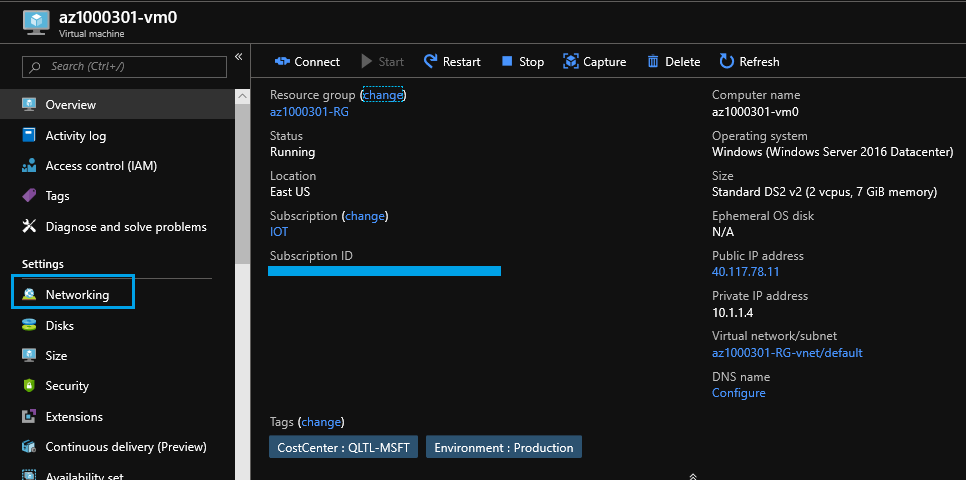 az1000301-vm0
Virtual machine
«
Search (Ctrl+/)
Overview
Activity log
Access control (IAM)
Tags
Diagnose and solve problems
Settings
Networking
Disks
Size
Security
Extensions
Continuous delivery (Preview)
Availability set
Connect Start Restart Stop Capture Delete Refresh
Resource group (change)
az1000301-RG
Status
Running
Location
East US
Subscription (change)
IOT
Subscription ID
Computer name
az1000301-vm0
Operating system
Windows (Windows Server 2016 Datacenter)
Size
Standard DS2 v2 (2 vcpus, 7 GiB memory)
Ephemeral OS disk
N/A
Public IP address
40.117.78.11
Private IP address
10.1.1.4
Virtual network/subnet
az1000301-RG-vnet/default
DNS name
Configure
Tags (change)
CostCenter : QLTL-MSFT Environment : Production